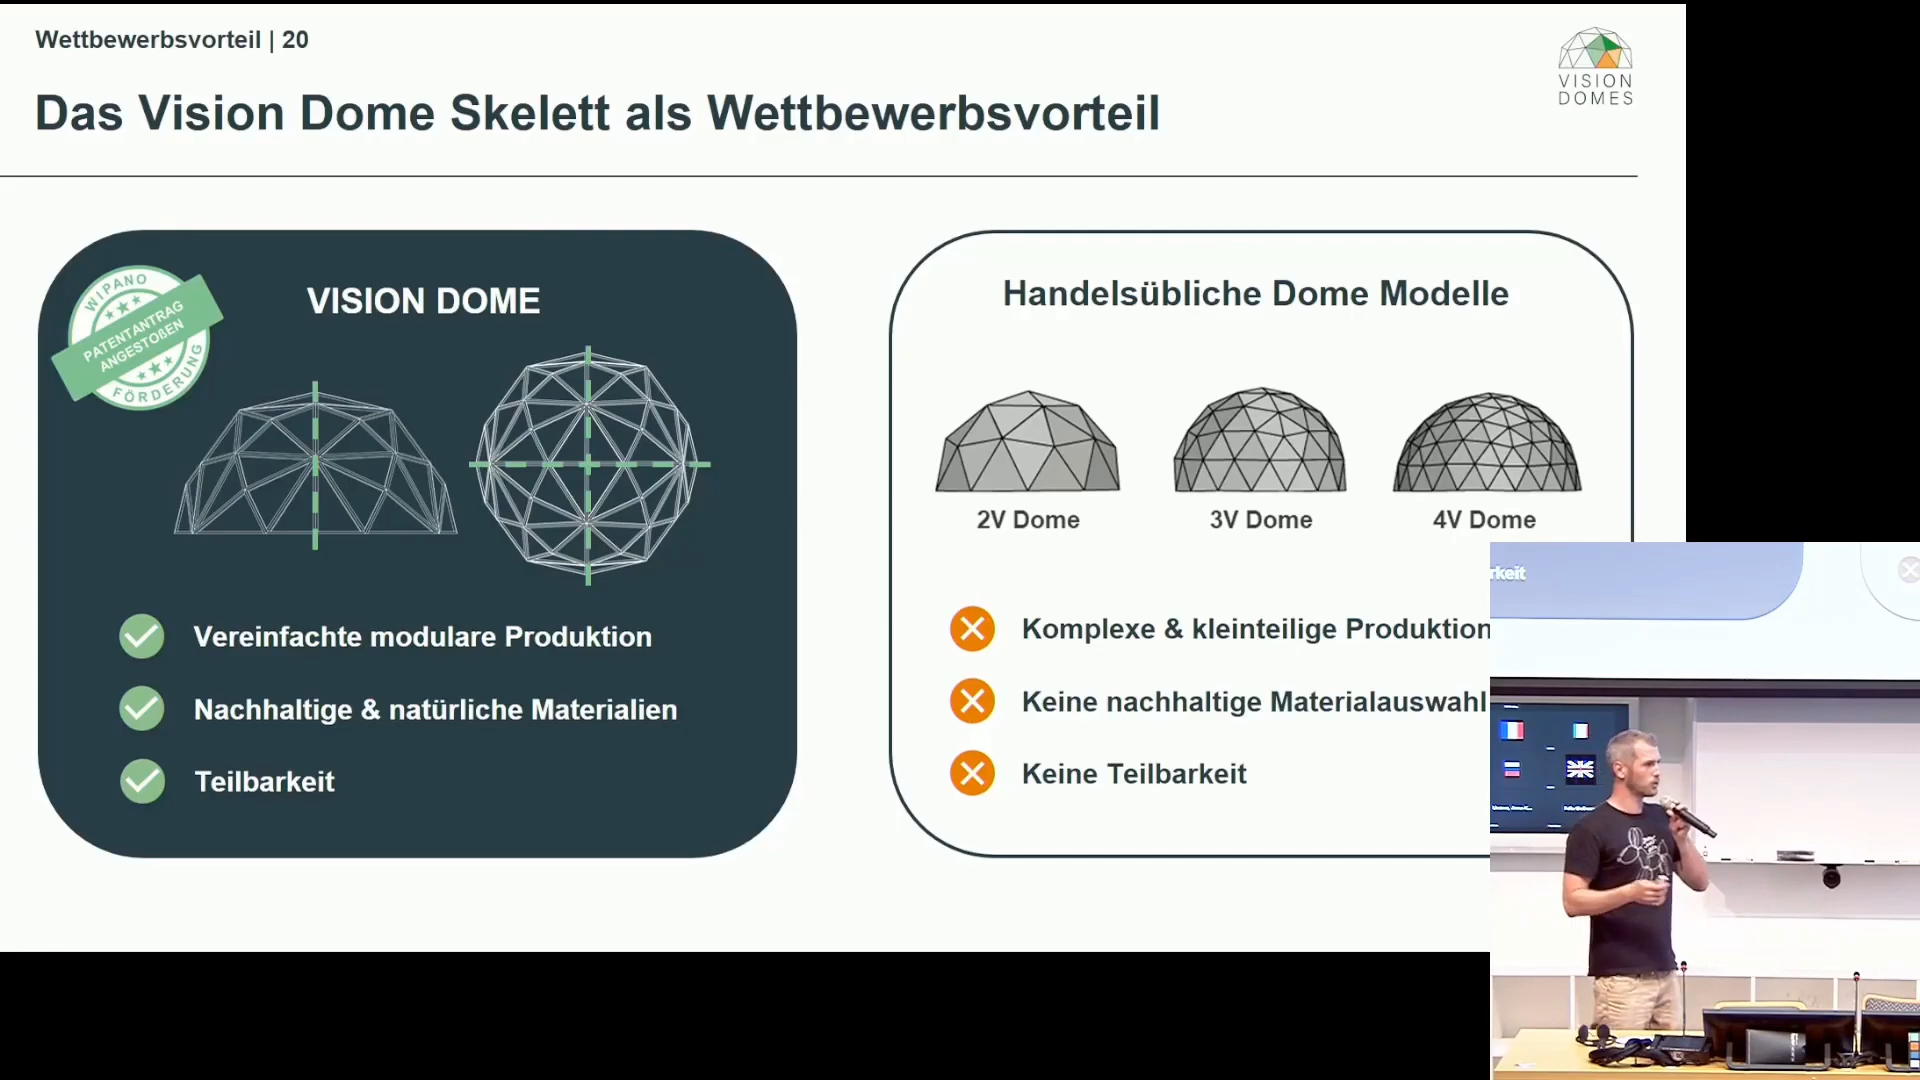 Wettbewerbsvorteil | 20
Das Vision Dome Skelett als Wettbewerbsvorteil
VISION
DOMES
WIPANO
PATENTANTRAG
ANGESTOßEN
FÖRDERUNG
VISION DOME
Vereinfachte modulare Produktion
Nachhaltige & natürliche Materialien
Teilbarkeit
Handelsübliche Dome Modelle
2V Dome
3V Dome
4V Dome
Komplexe & kleinteilige Produktion
Keine nachhaltige Materialauswahl
Keine Teilbarkeit
rkeit